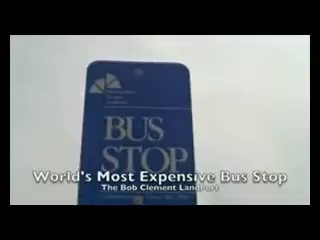 BUS
STOP
World's Most Expensive Bus Stop
The Bob Clement LandPort